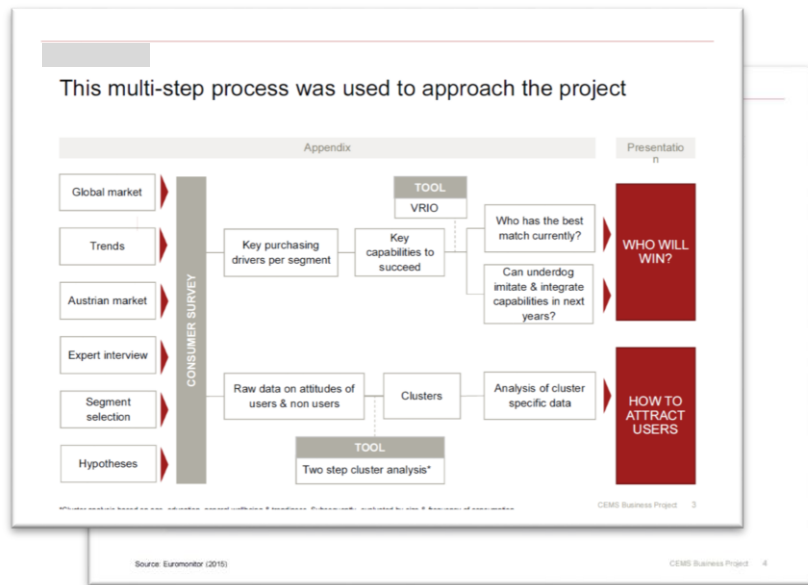 This multi-step process was used to approach the project
Appendix
Presentatio
n
Global market
Trends
Austrian market
Expert interview
Segment
selection
Hypotheses
CONSUMER SURVEY
Key purchasing
drivers per segment
Key
capabilities to
succeed
TOOL
VRIO
Who has the best
match currently?
Can underdog
imitate & integrate
capabilities in next
years?
WHO WILL
WIN?
Raw data on attitudes of
users & non users
Clusters
Analysis of cluster
specific data
HOW TO
ATTRACT
USERS
TOOL
Two step cluster analysis*
CEMS Business Project 3
Source: Euromonitor (2015)
CEMS Business Project 4